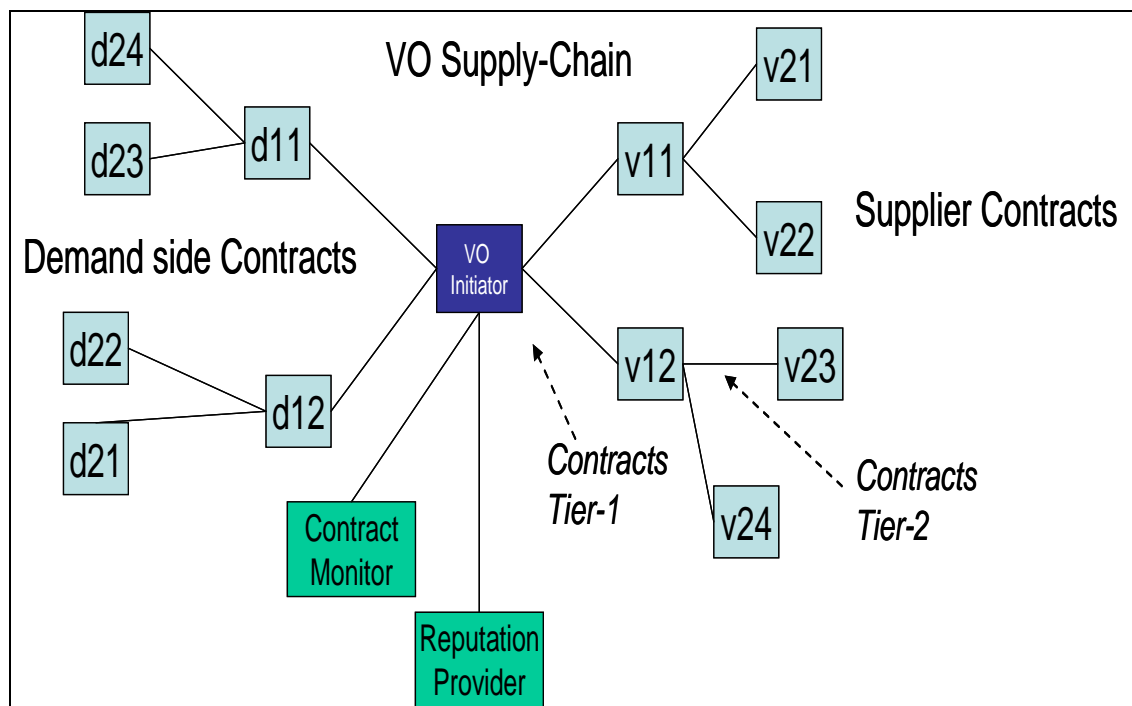 VO Supply-Chain
d24
d23
d11
v21
v11
v22
Supplier Contracts
Demand side Contracts
VO
Initiator
d22
d21
d12
v12
v23
v24
Contracts
Tier-1
Contracts
Tier-2
Contract
Monitor
Reputation
Provider